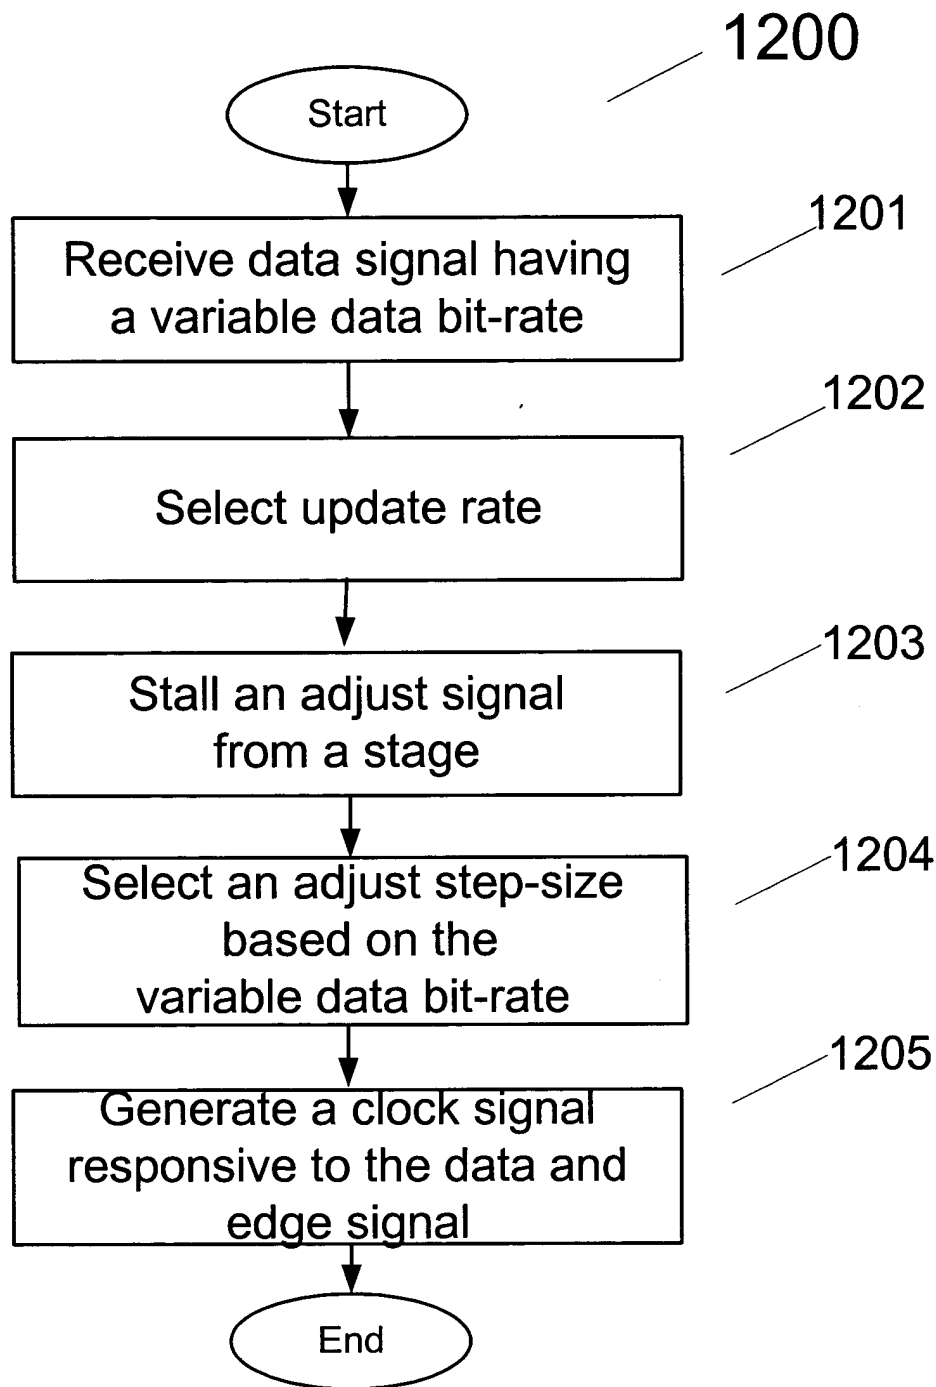 1200
Start
1201
Receive data signal having
a variable data bit-rate
1202
Select update rate
1203
Stall an adjust signal
from a stage
1204
Select an adjust step-size
based on the
variable data bit-rate
1205
Generate a clock signal
responsive to the data and
edge signal
End